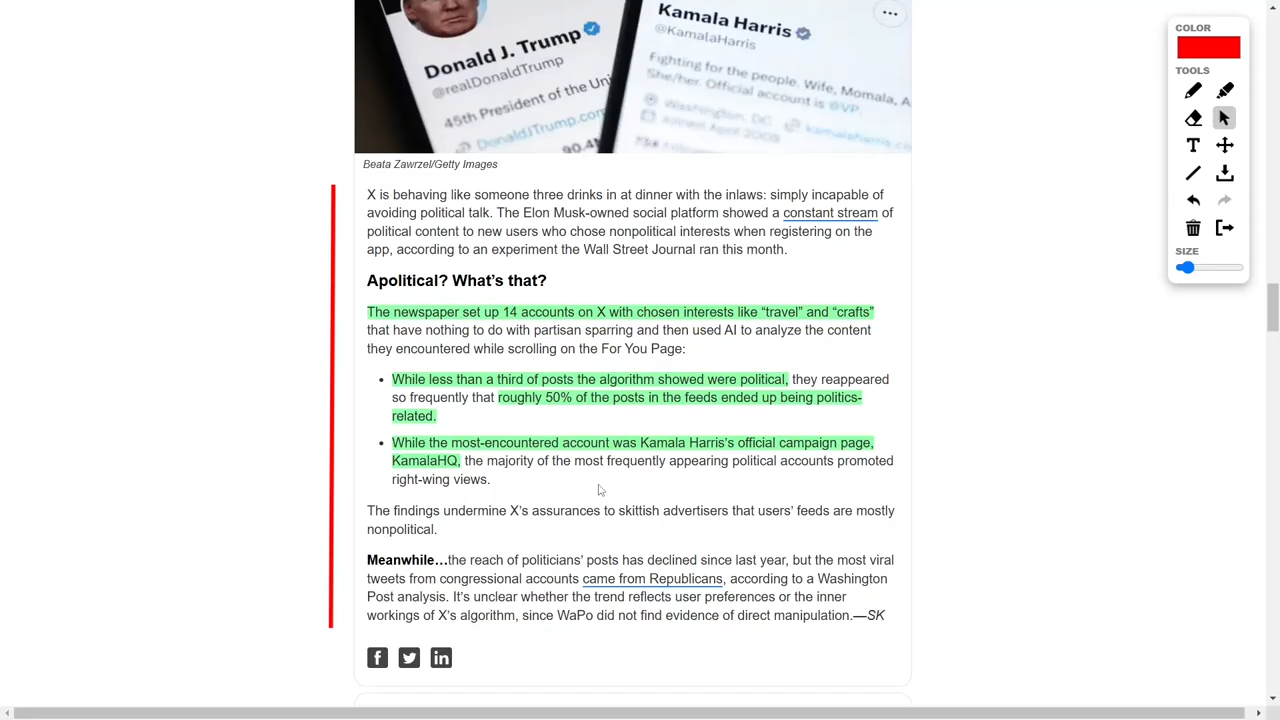 Donald J. Trump
@realDonaldTrump
45th President of the Uni
DonaldJTrump.com
90.4
Kamala Harris
@KamalaHarris
Fighting for the people. Wife, Momala, A
She/her. Official account is @VP.
Washington, DC
Joined April 2009
kamalaharris.co
Beata Zawrzel/Getty Images
X is behaving like someone three drinks in at dinner with the inlaws: simply incapable of
avoiding political talk. The Elon Musk-owned social platform showed a constant stream of
political content to new users who chose nonpolitical interests when registering on the
app, according to an experiment the Wall Street Journal ran this month.
Apolitical? What’s that?
The newspaper set up 14 accounts on X with chosen interests like “travel” and “crafts”
that have nothing to do with partisan sparring and then used AI to analyze the content
they encountered while scrolling on the For You Page:
• While less than a third of posts the algorithm showed were political, they reappeared
so frequently that roughly 50% of the posts in the feeds ended up being politics-
related.
• While the most-encountered account was Kamala Harris’s official campaign page,
KamalaHQ, the majority of the most frequently appearing political accounts promoted
right-wing views.
The findings undermine X’s assurances to skittish advertisers that users’ feeds are mostly
nonpolitical.
Meanwhile…the reach of politicians’ posts has declined since last year, but the most viral
tweets from congressional accounts came from Republicans, according to a Washington
Post analysis. It’s unclear whether the trend reflects user preferences or the inner
workings of X’s algorithm, since WaPo did not find evidence of direct manipulation.—SK
COLOR
TOOLS
SIZE